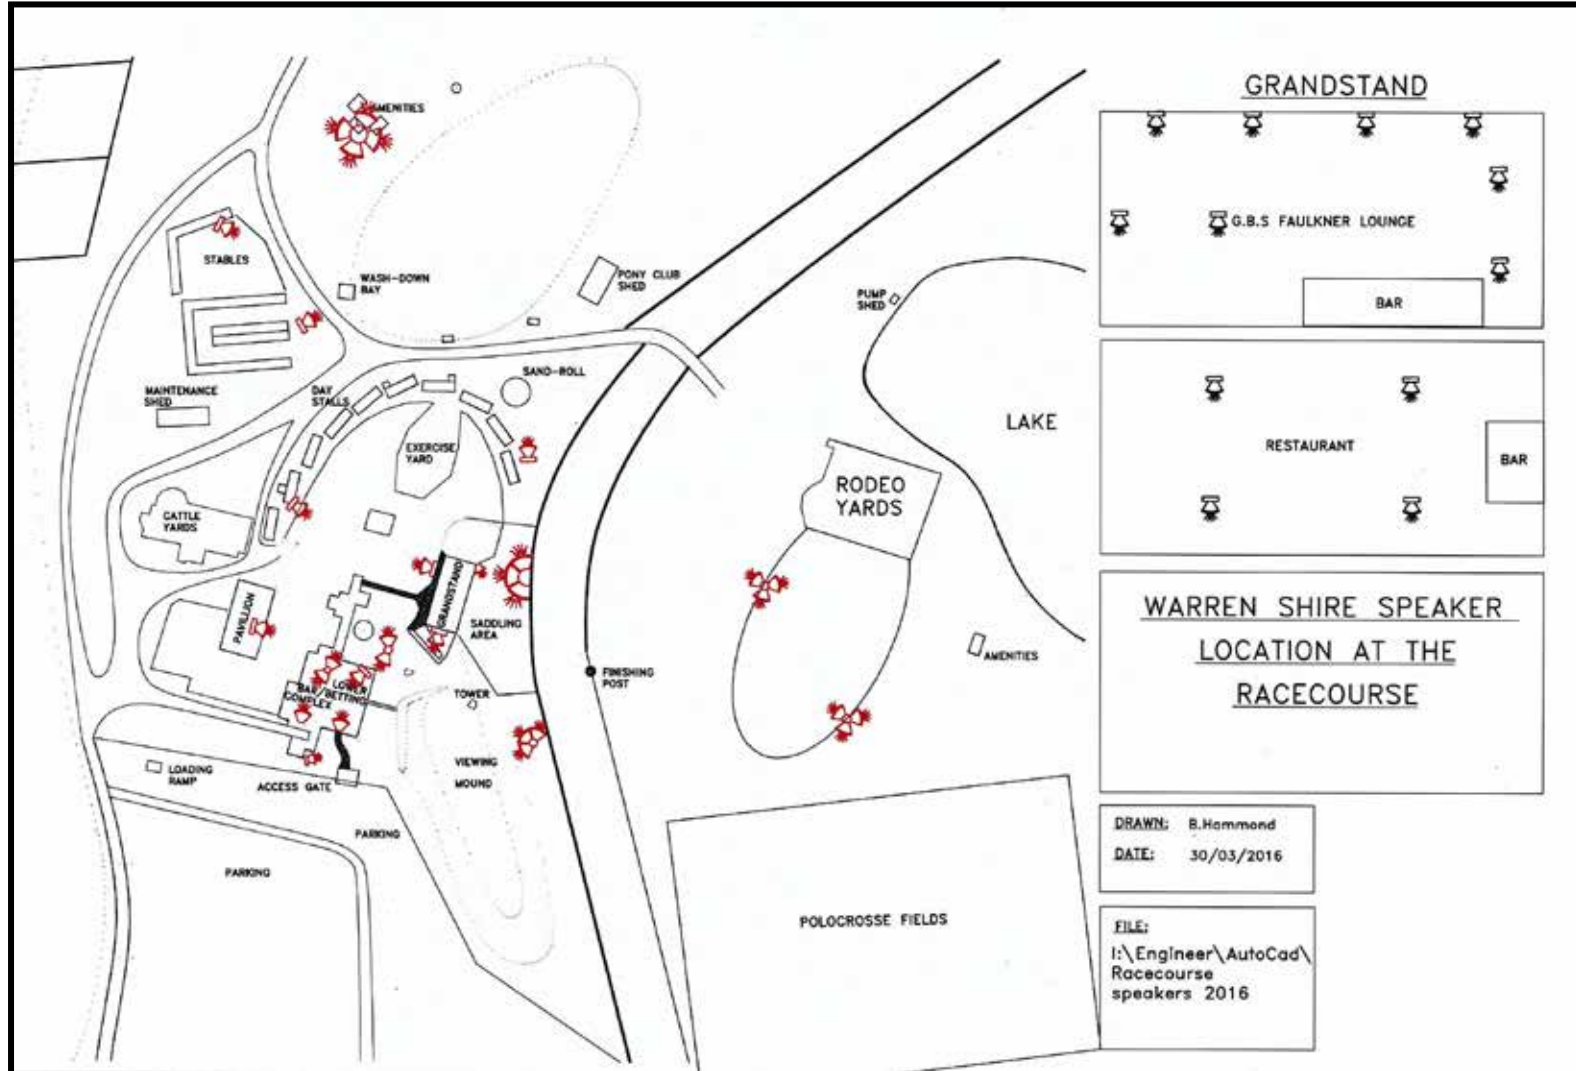 AMENITIES
STABLES
WASH-DOWN
BAY
PONY CLUB
SHED
MAINTENANCE
SHED
DAY
STALLS
SAND-ROLL
EXERCISE
YARD
CATTLE
YARDS
PAVILION
GRANDSTAND
SADDLING
AREA
LOWER
BAR/BETTING
COMPLEX
TOWER
FINISHING
POST
VIEWING
MOUND
LOADING
RAMP
ACCESS GATE
PARKING
PARKING
PUMP
SHED
LAKE
RODEO
YARDS
AMENITIES
POLOCROSSE FIELDS
GRANDSTAND
G.B.S FAULKNER LOUNGE
BAR
RESTAURANT
BAR
WARREN SHIRE SPEAKER
LOCATION AT THE
RACECOURSE
DRAWN: B.Hammond
DATE: 30/03/2016
FILE:
I:\Engineer\AutoCad\
Racecourse
speakers 2016